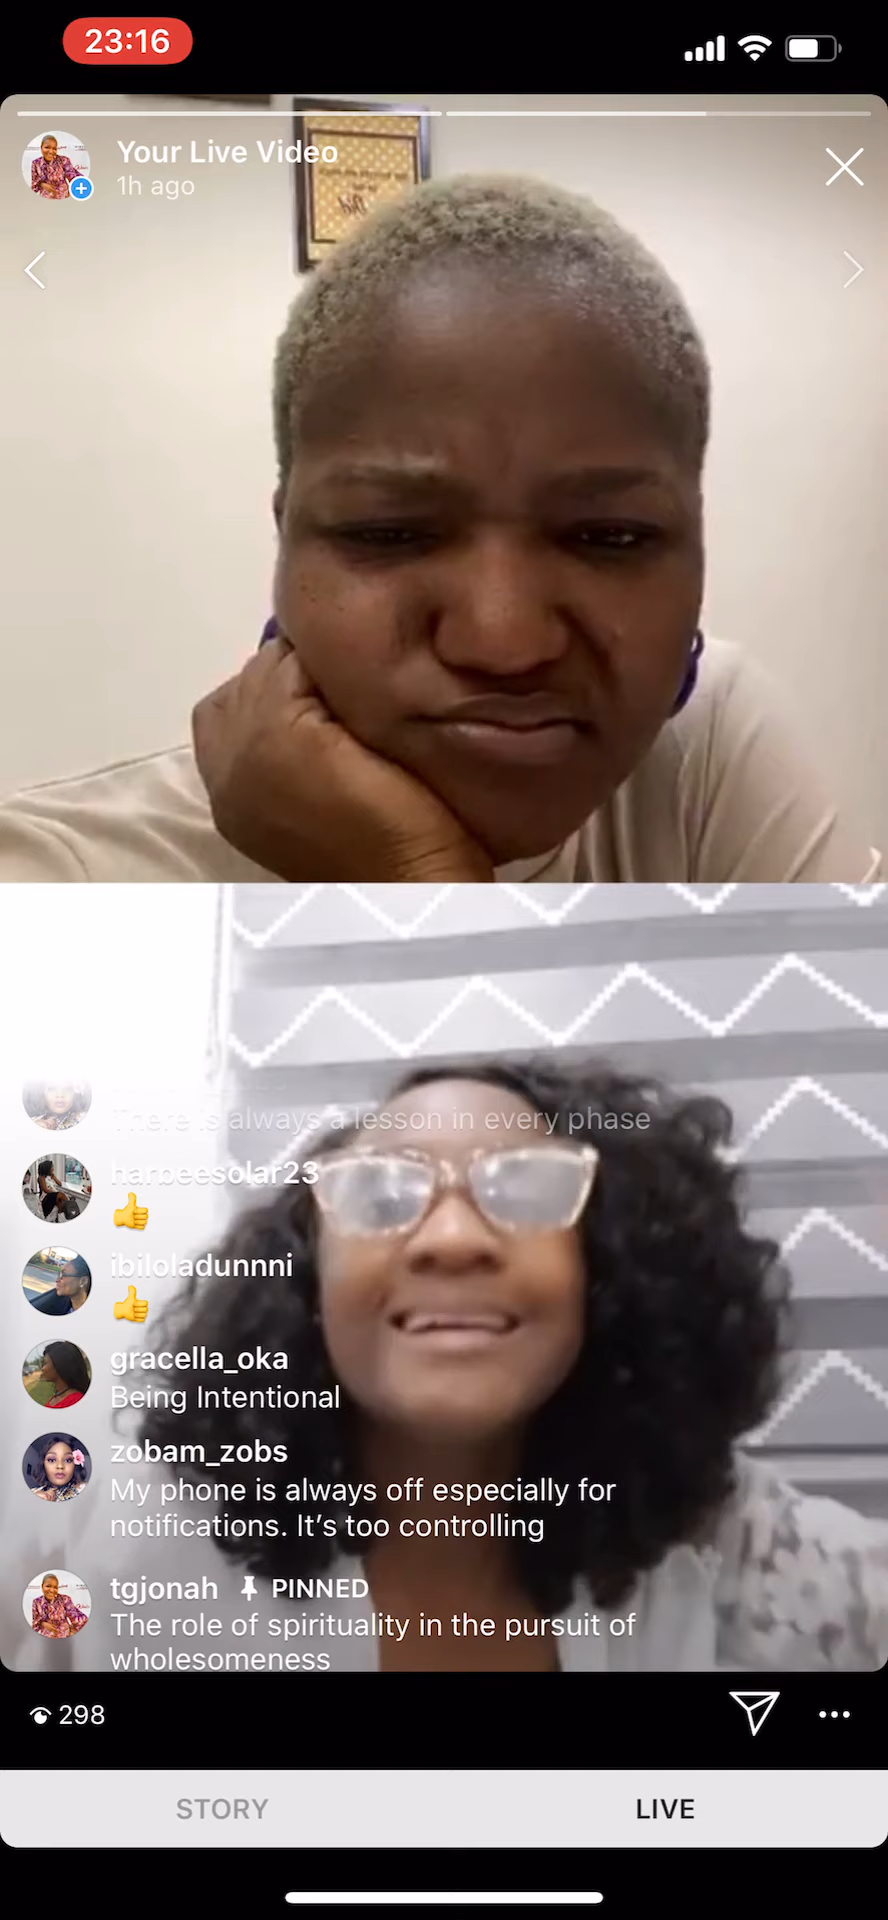 23:16
Your Live Video
1h ago
There is always a lesson in every phase
harbeesolar23
👍
ibiloladunnni
👍
gracella_oka
Being Intentional
zobam_zobs
My phone is always off especially for
notifications. It’s too controlling
tgjonah PINNED
The role of spirituality in the pursuit of
wholesomeness
298
STORY
LIVE